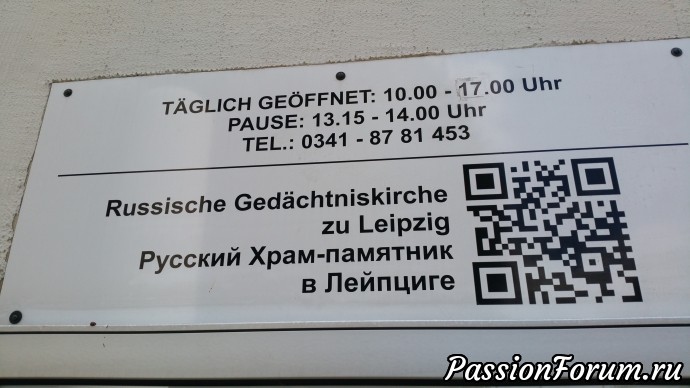 TÄGLICH GEÖFFNET: 10.00 - 17.00 Uhr
PAUSE: 13.15 - 14.00 Uhr
TEL.: 0341 - 87 81 453
Russische Gedächtniskirche
zu Leipzig
Русский Храм-памятник
в Лейпциге
PassionForum.ru